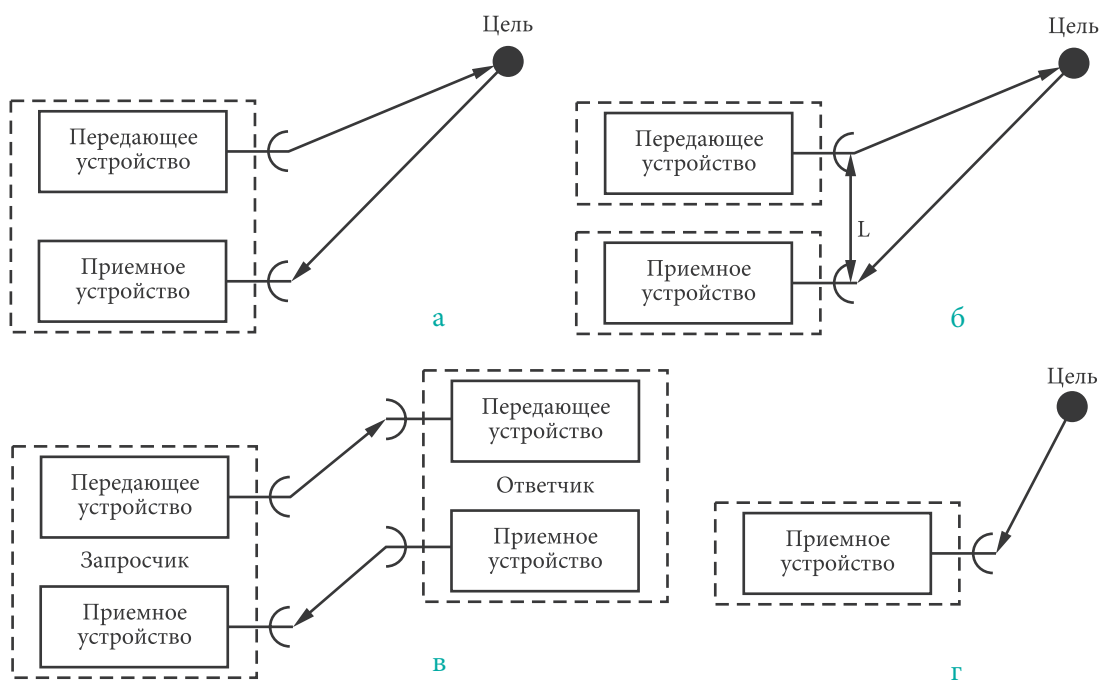 Цель
Передающее
устройство
Приемное
устройство
а
Цель
Передающее
устройство
L
Приемное
устройство
б
Передающее
устройство
Ответчик
Приемное
устройство
Передающее
устройство
Запросчик
Приемное
устройство
в
Цель
Приемное
устройство
г